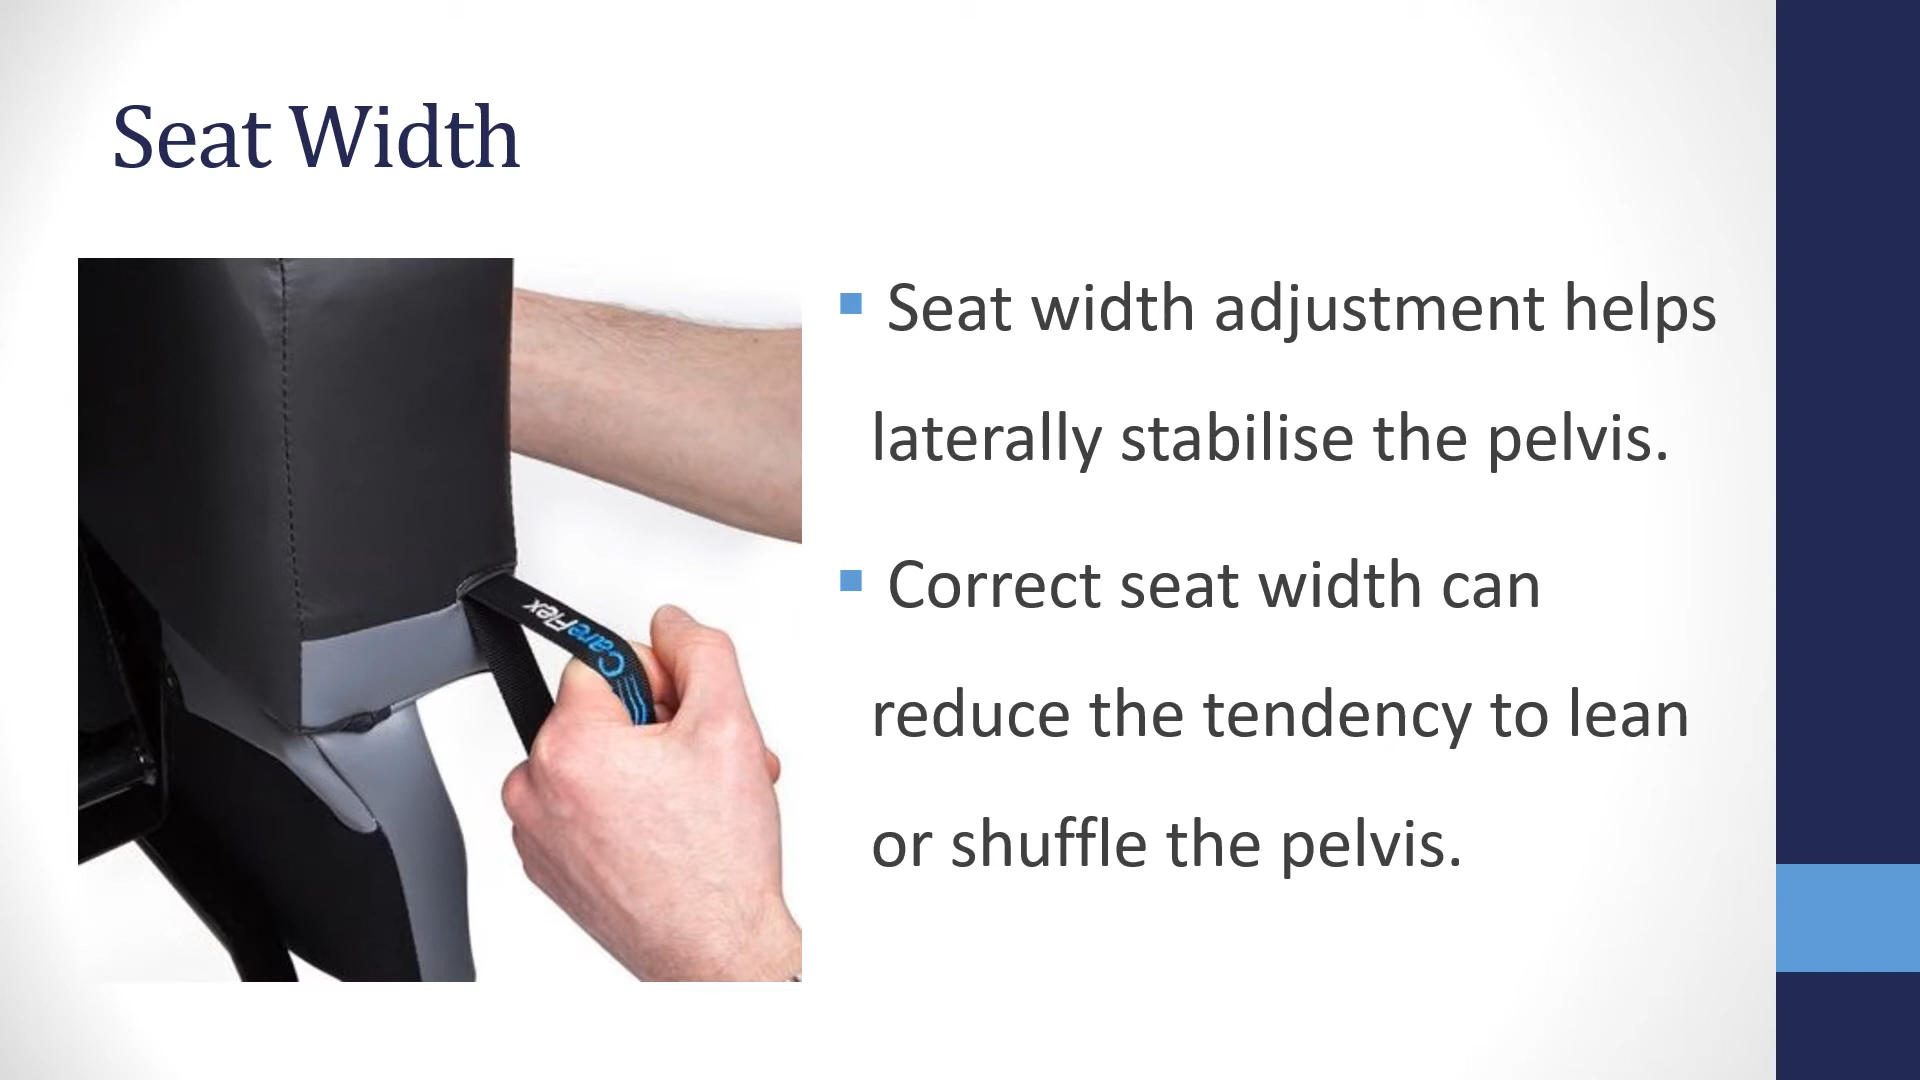 Seat Width
CareFlex
Seat width adjustment helps
laterally stabilise the pelvis.
Correct seat width can
reduce the tendency to lean
or shuffle the pelvis.